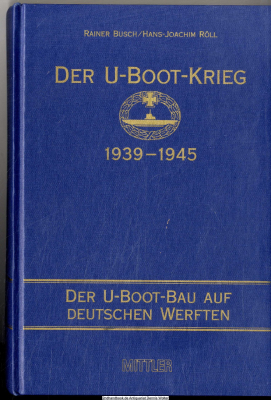 RAINER BUSCH/HANS-JOACHIM RÖLL
DER U-BOOT-KRIEG
1939–1945
DER U-BOOT-BAU AUF
DEUTSCHEN WERFTEN
MITTLER